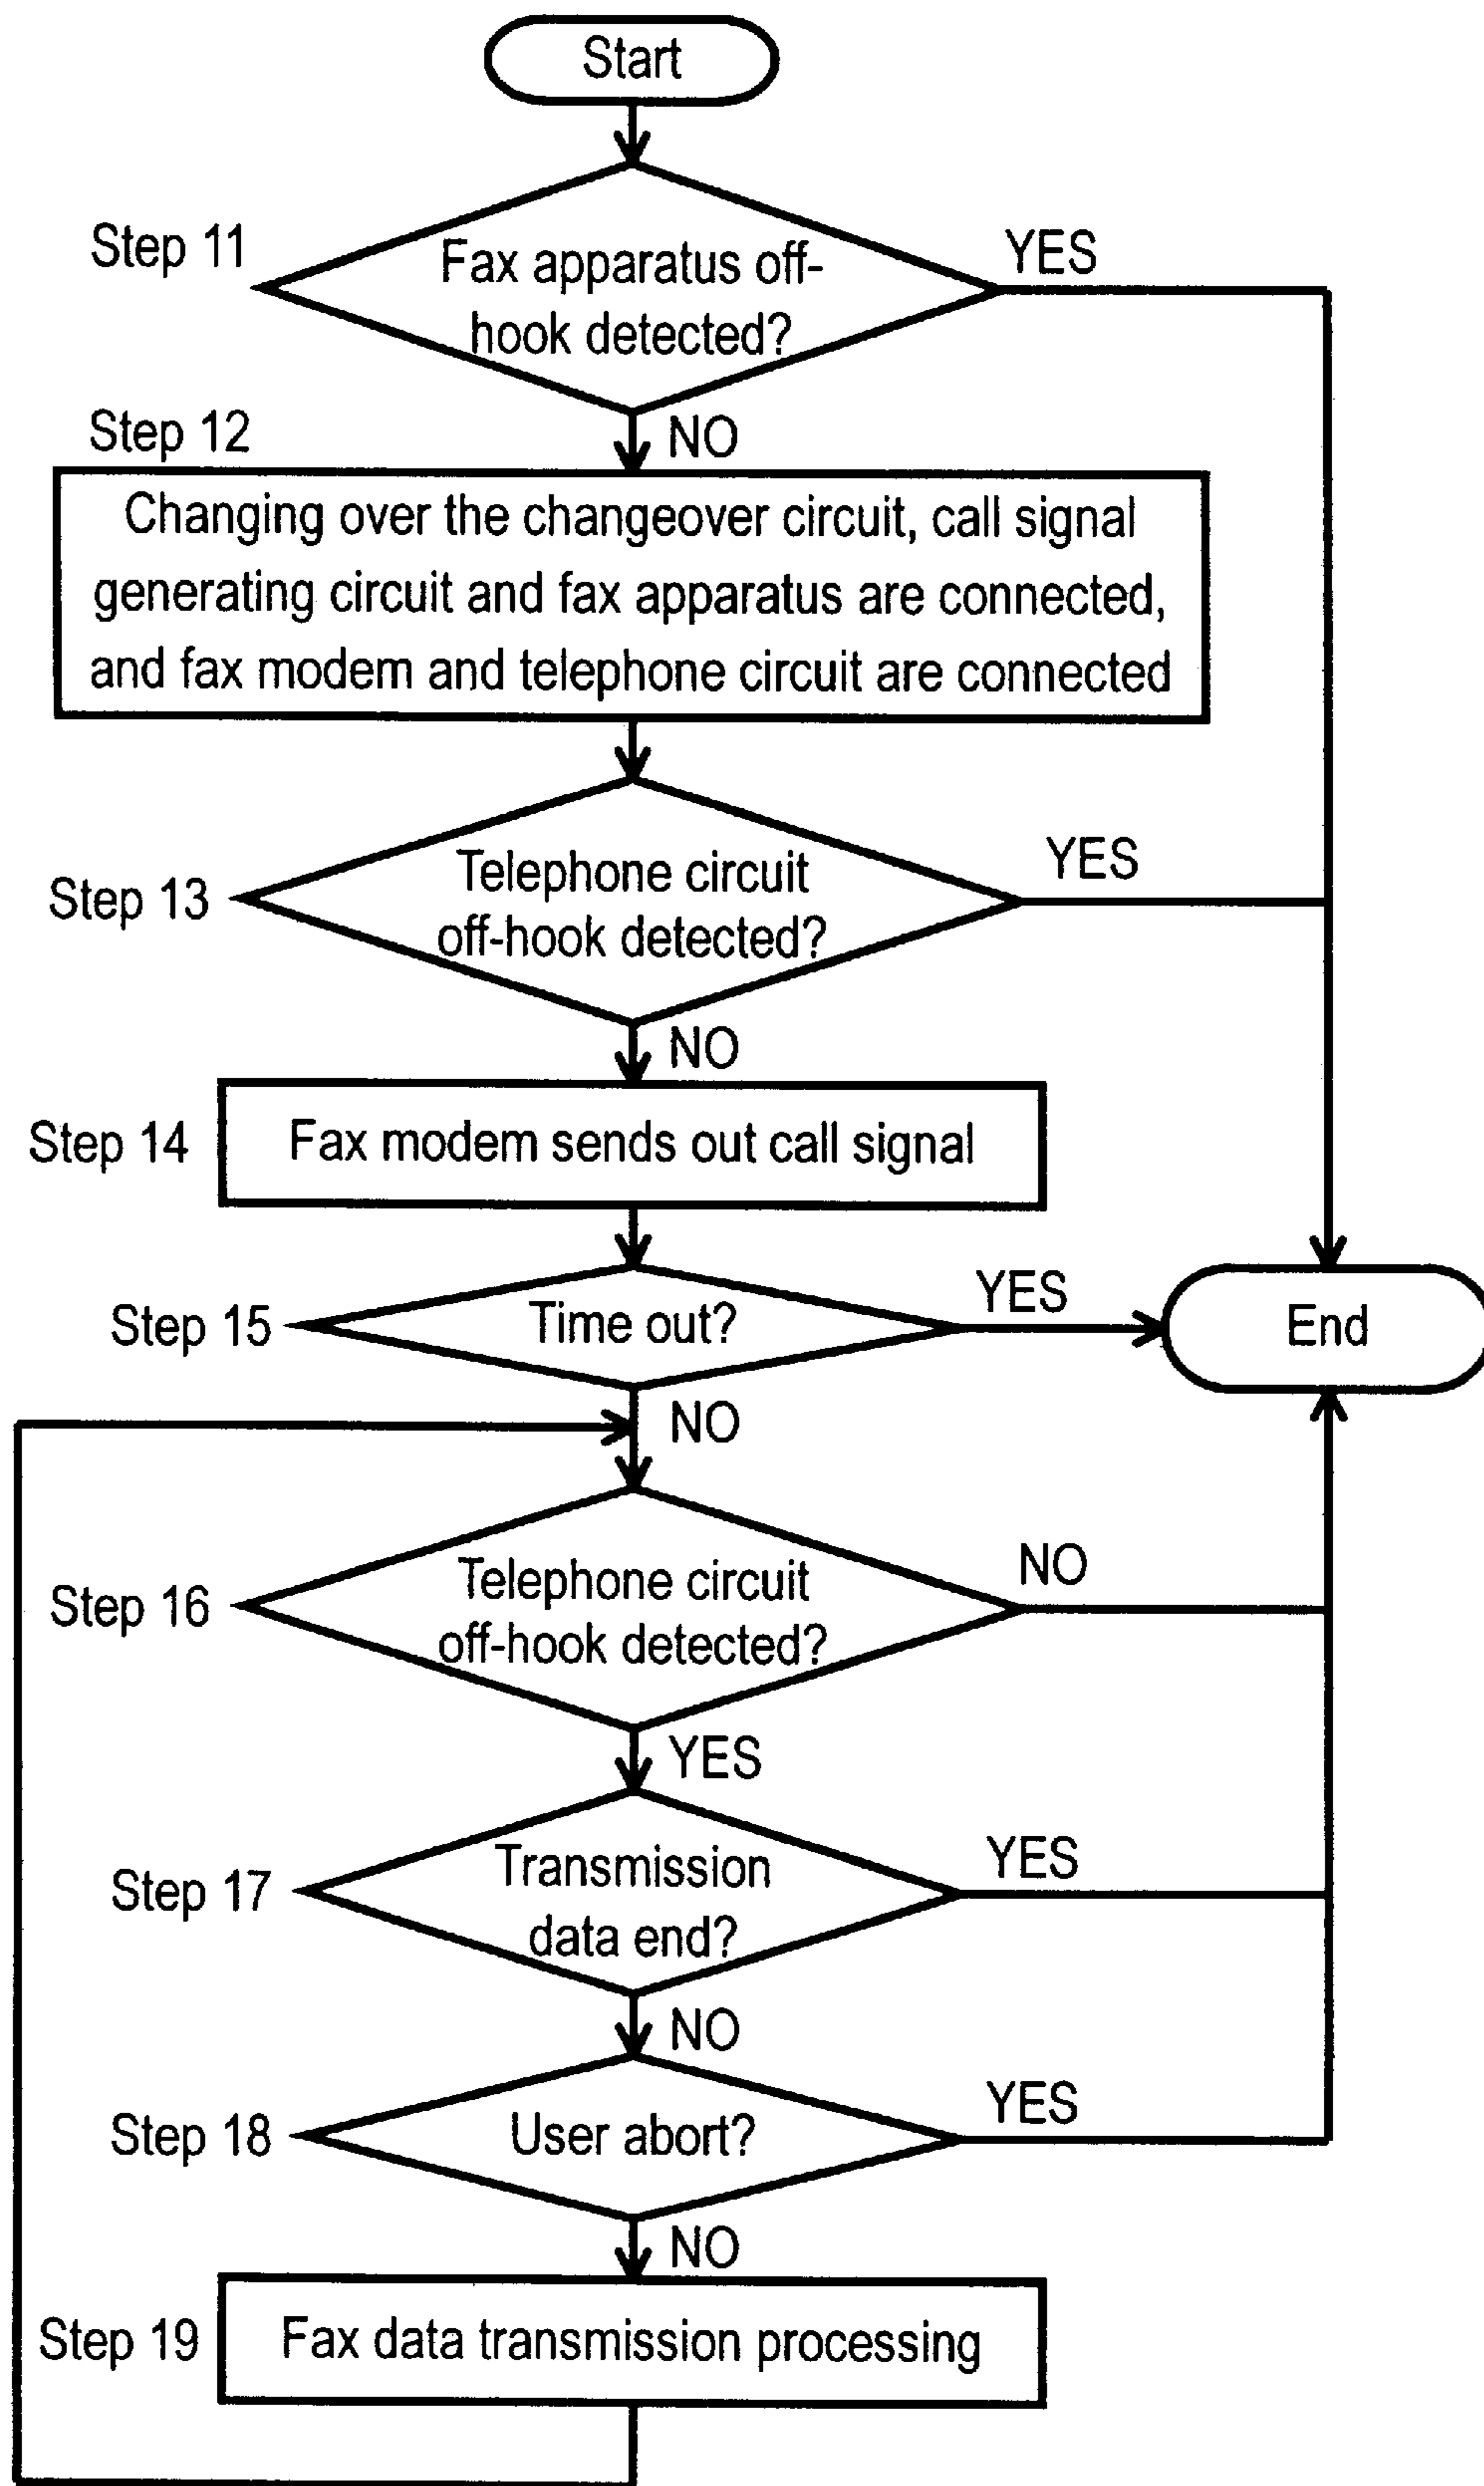 Start
Step 11
Fax apparatus off-
hook detected?
YES
NO
Step 12
Changing over the changeover circuit, call signal
generating circuit and fax apparatus are connected,
and fax modem and telephone circuit are connected
Step 13
Telephone circuit
off-hook detected?
YES
NO
Step 14
Fax modem sends out call signal
Step 15
Time out?
YES
End
NO
Step 16
Telephone circuit
off-hook detected?
NO
YES
Step 17
Transmission
data end?
YES
NO
Step 18
User abort?
YES
NO
Step 19
Fax data transmission processing